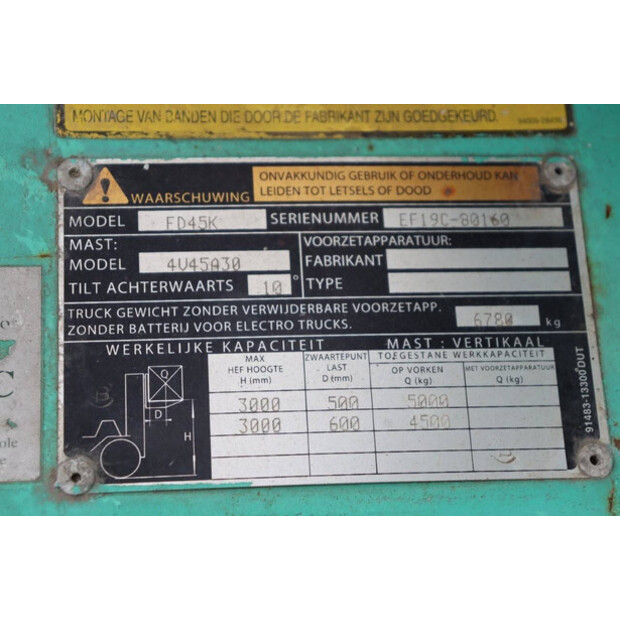 MONTAGE VAN BANDEN DIE DOOR DE FABRIKANT ZIJN GOEDGEKEURD.
WAARSCHUWING
ONVAKKUNDIG GEBRUIK OF ONDERHOUD KAN
LEIDEN TOT LETSELS OF DOOD
MODEL FD45K SERIENUMMER EF19C-80160
MAST: VOORZETAPPARATUUR:
MODEL 4V45A30 FABRIKANT
TILT ACHTERWAARTS 10° TYPE
TRUCK GEWICHT ZONDER VERWIJDERBARE VOORZETAPP.
ZONDER BATTERIJ VOOR ELECTRO TRUCKS. 6780 kg
WERKELIJKE KAPACITEIT MAST : VERTIKAAL
MAX
HEF HOOGTE
H (mm)
ZWAARTEPUNT
LAST
D (mm)
TOEGESTANE WERKKAPACITEIT
OP VORKEN
Q (kg)
MET VOORZETAPPARATUUR
Q (kg)
3000 500 5000
3000 600 4500
Q
D
H
B
B
91483-13300 DUT
C
ole
e